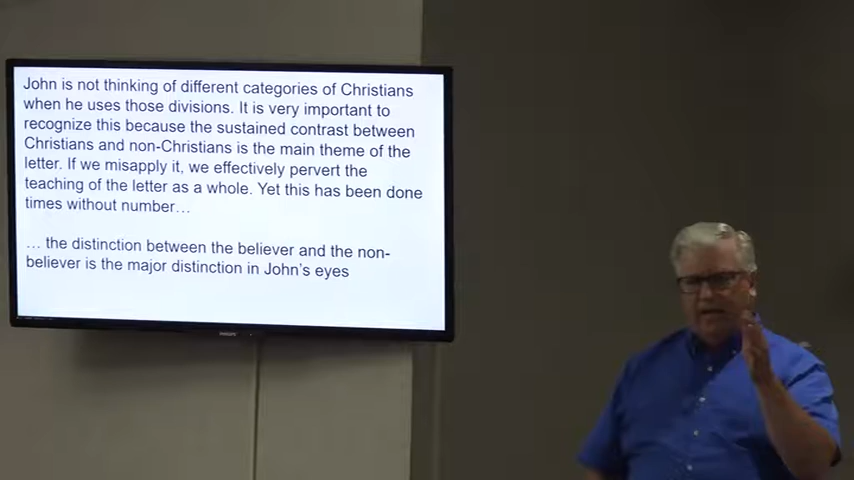 John is not thinking of different categories of Christians
when he uses those divisions. It is very important to
recognize this because the sustained contrast between
Christians and non-Christians is the main theme of the
letter. If we misapply it, we effectively pervert the
teaching of the letter as a whole. Yet this has been done
times without number…
… the distinction between the believer and the non-
believer is the major distinction in John's eyes
PHILIPS